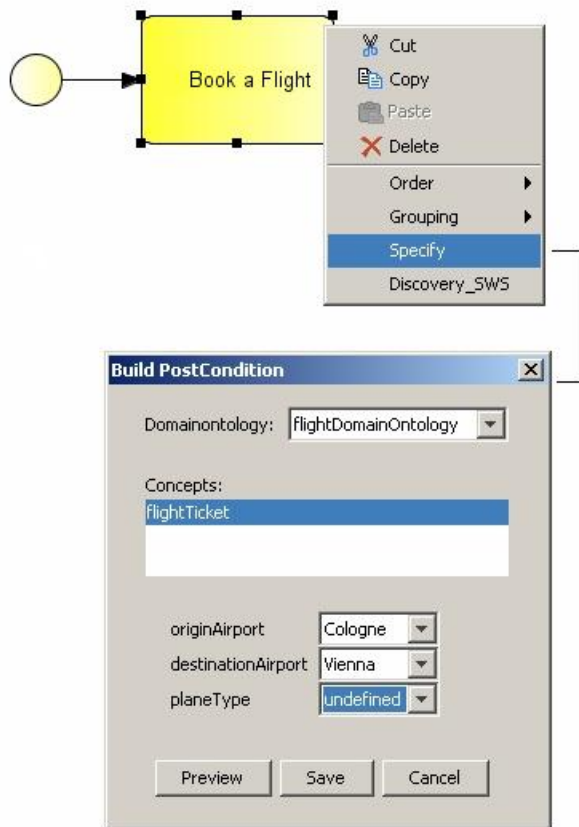 Book a Flight
Cut
Copy
Paste
Delete
Order
Grouping
Specify
Discovery_SWS
Build PostCondition
Domainontology: flightDomainOntology
Concepts:
flightTicket
originAirport Cologne
destinationAirport Vienna
planeType undefined
Preview Save Cancel